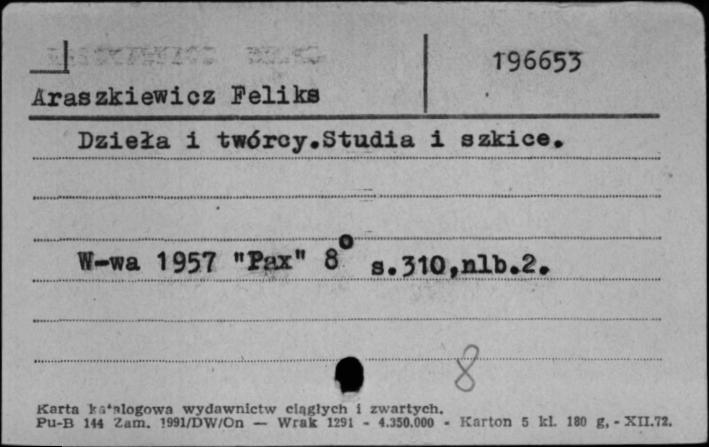 196653
Araszkiewicz Feliks
Dzieła i twórcy.Studia i szkice.
W-wa 1957 "Pax" 8° s.310,nlb.2.
8
Karta katalogowa wydawnictw ciągłych i zwartych.
Pu-B 144 Zam. 1991/DW/On — Wrak 1291 - 4.350.000 - Karton 5 kl. 180 g, - XII.72.